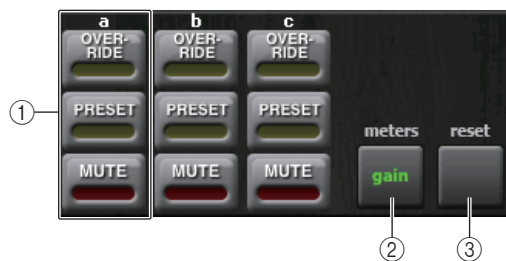 a b c
OVER-
RIDE
OVER-
RIDE
OVER-
RIDE
① PRESET PRESET PRESET
meters reset
MUTE MUTE MUTE
gain
② ③